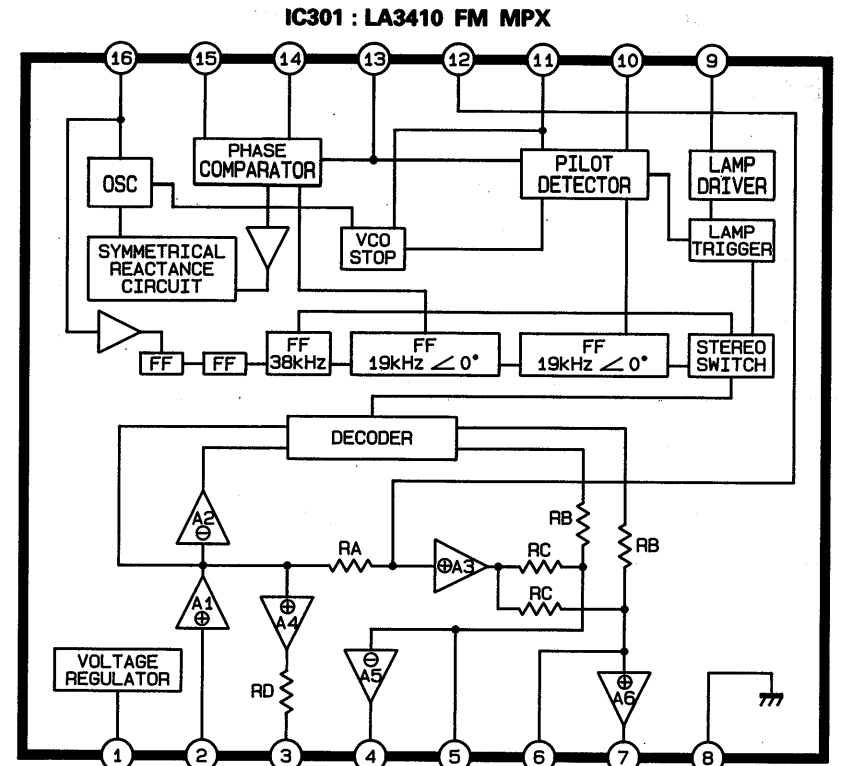 IC301 : LA3410 FM MPX
16 15 14 13 12 11 10 9
PHASE
COMPARATOR
PILOT
DETECTOR
LAMP
DRIVER
OSC
VCO
STOP
LAMP
TRIGGER
SYMMETRICAL
REACTANCE
CIRCUIT
FF
38kHz
FF
19kHz ∠ 0°
FF
19kHz ∠ 0°
STEREO
SWITCH
FF
FF
DECODER
A2
⊖
RB
RB
RA
⊕A3
RC
RC
A1
⊕
⊕
A4
⊖
A5
⊕
A6
VOLTAGE
REGULATOR
RD
1 2 3 4 5 6 7 8